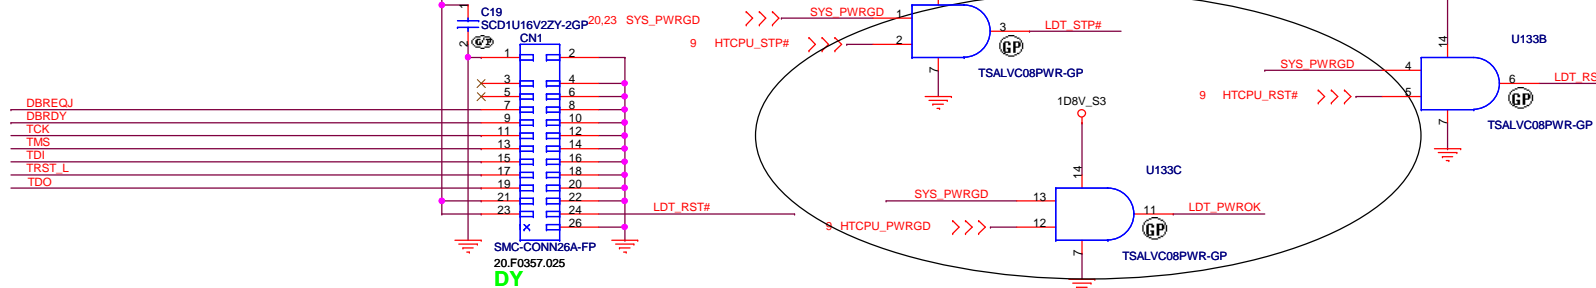 C19
SCD1U16V2ZY-2GP
1
2
GP
CN1
1 2
3 4
5 6
7 8
9 10
11 12
13 14
15 16
17 18
19 20
21 22
23 24
26
DBREQJ
DBRDY
TCK
TMS
TDI
TRST_L
TDO
LDT_RST#
SMC-CONN26A-FP
20.F0357.025
DY
20,23 SYS_PWRGD
SYS_PWRGD
1
9 HTCPU_STP#
2
3
LDT_STP#
GP
7
TSALVC08PWR-GP
1D8V_S3
14
U133C
SYS_PWRGD
13
9 HTCPU_PWRGD
12
11
LDT_PWROK
GP
7
TSALVC08PWR-GP
14
U133B
SYS_PWRGD
4
9 HTCPU_RST#
5
6
LDT_RS
GP
7
TSALVC08PWR-GP